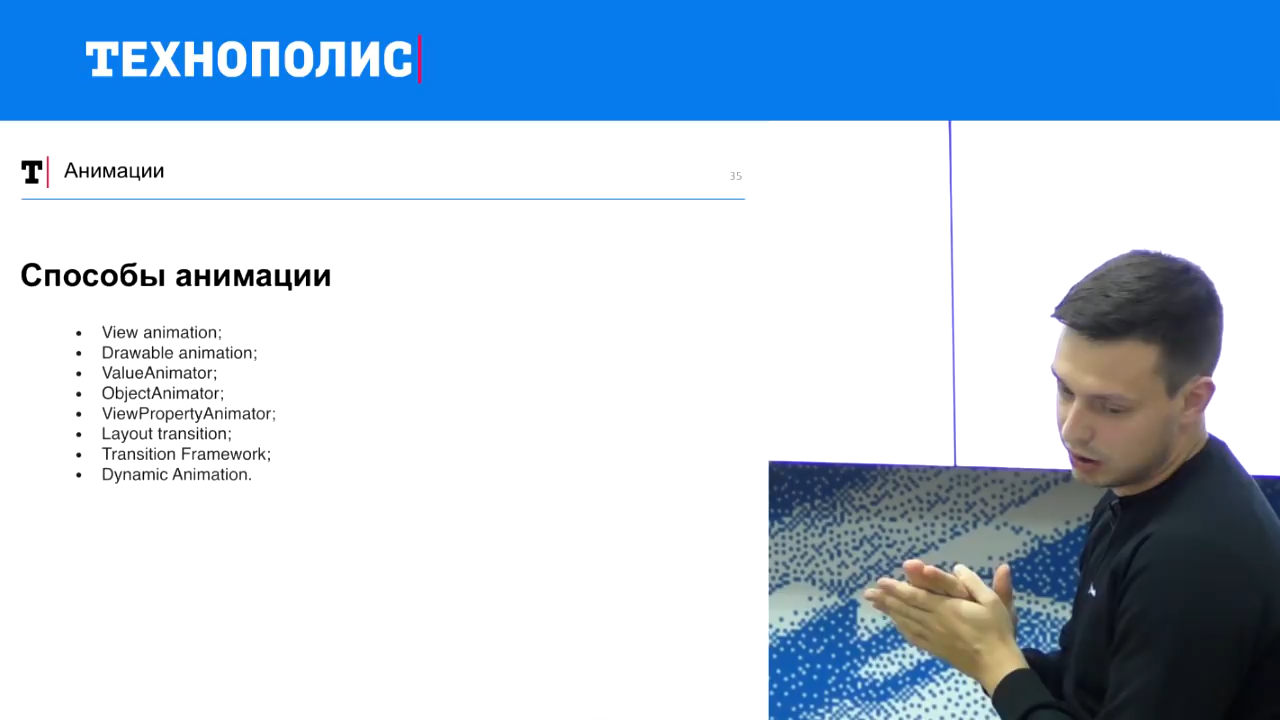 ТЕХНОПОЛИС
Т Анимации
35
Способы анимации
• View animation;
• Drawable animation;
• ValueAnimator;
• ObjectAnimator;
• ViewPropertyAnimator;
• Layout transition;
• Transition Framework;
• Dynamic Animation.